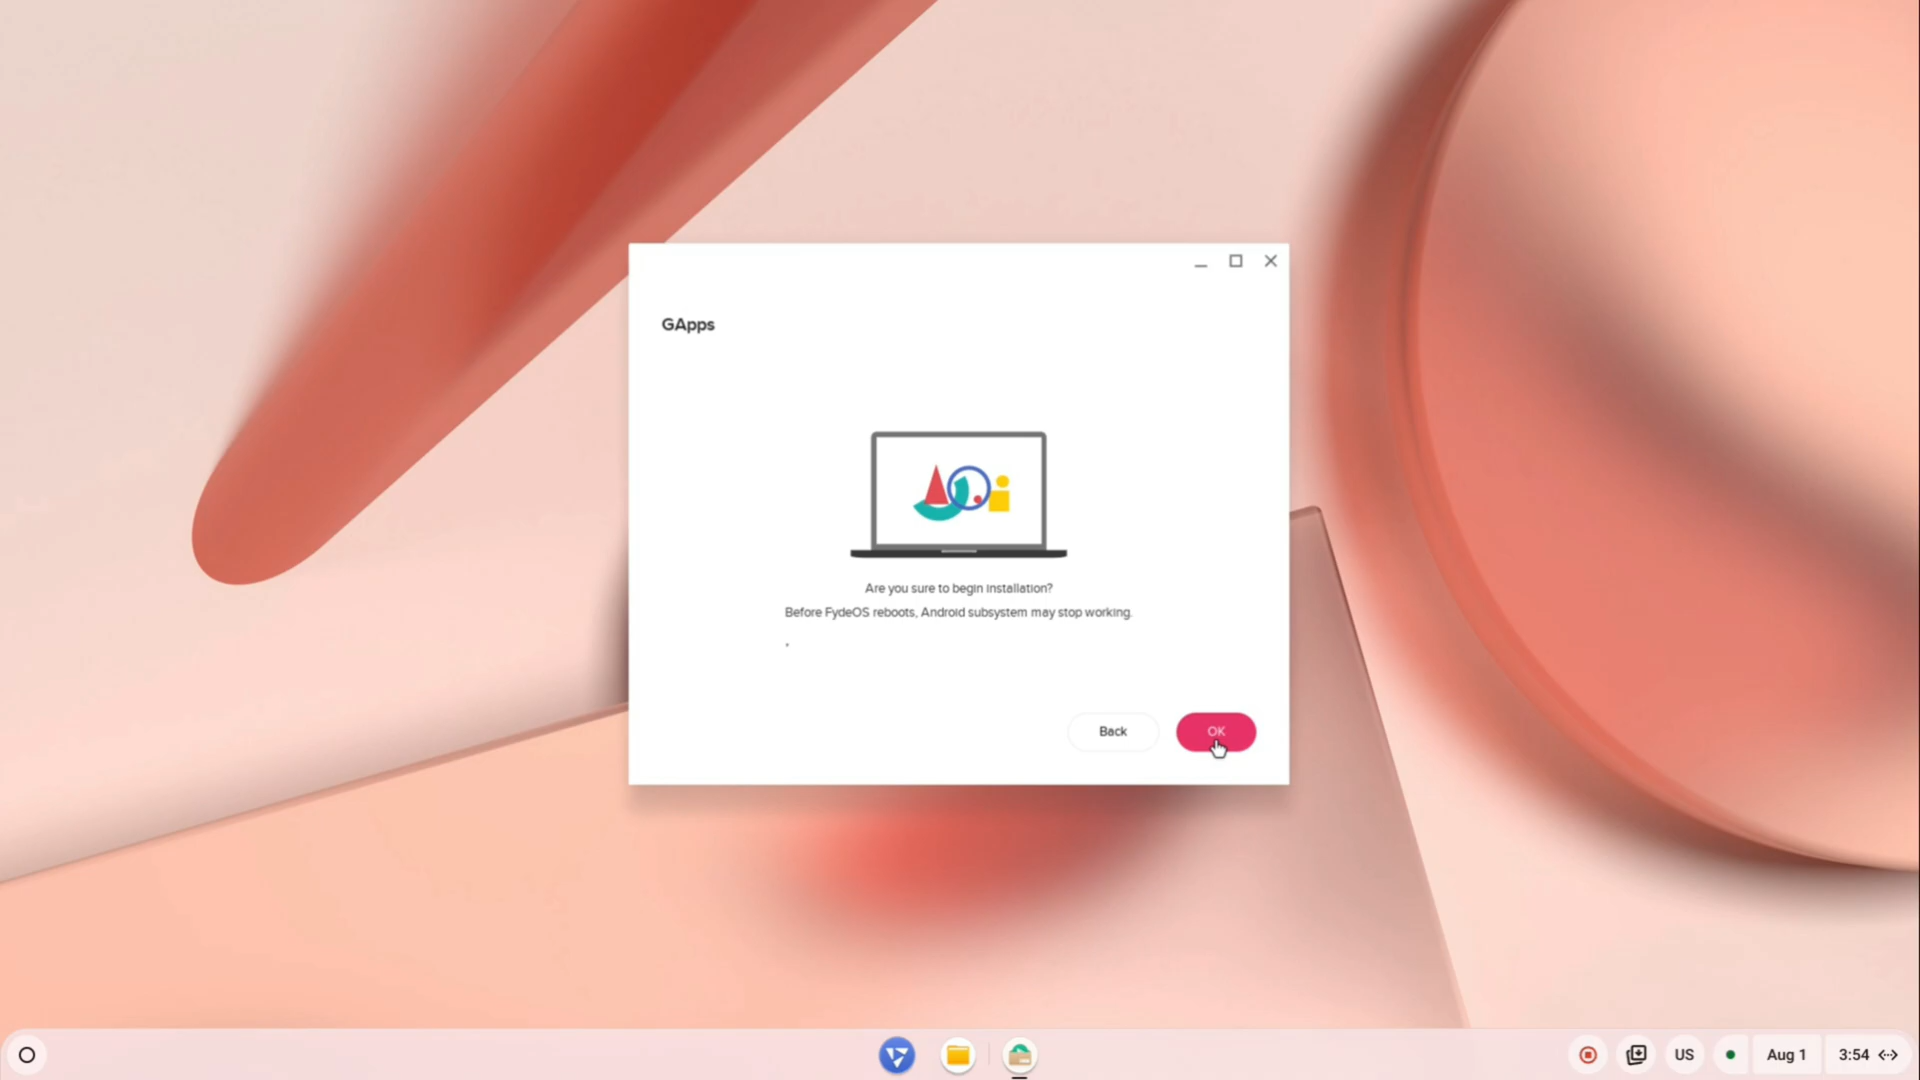 GApps
Are you sure to begin installation?
Before FydeOS reboots, Android subsystem may stop working.
.
Back
OK
US
Aug 1
3:54